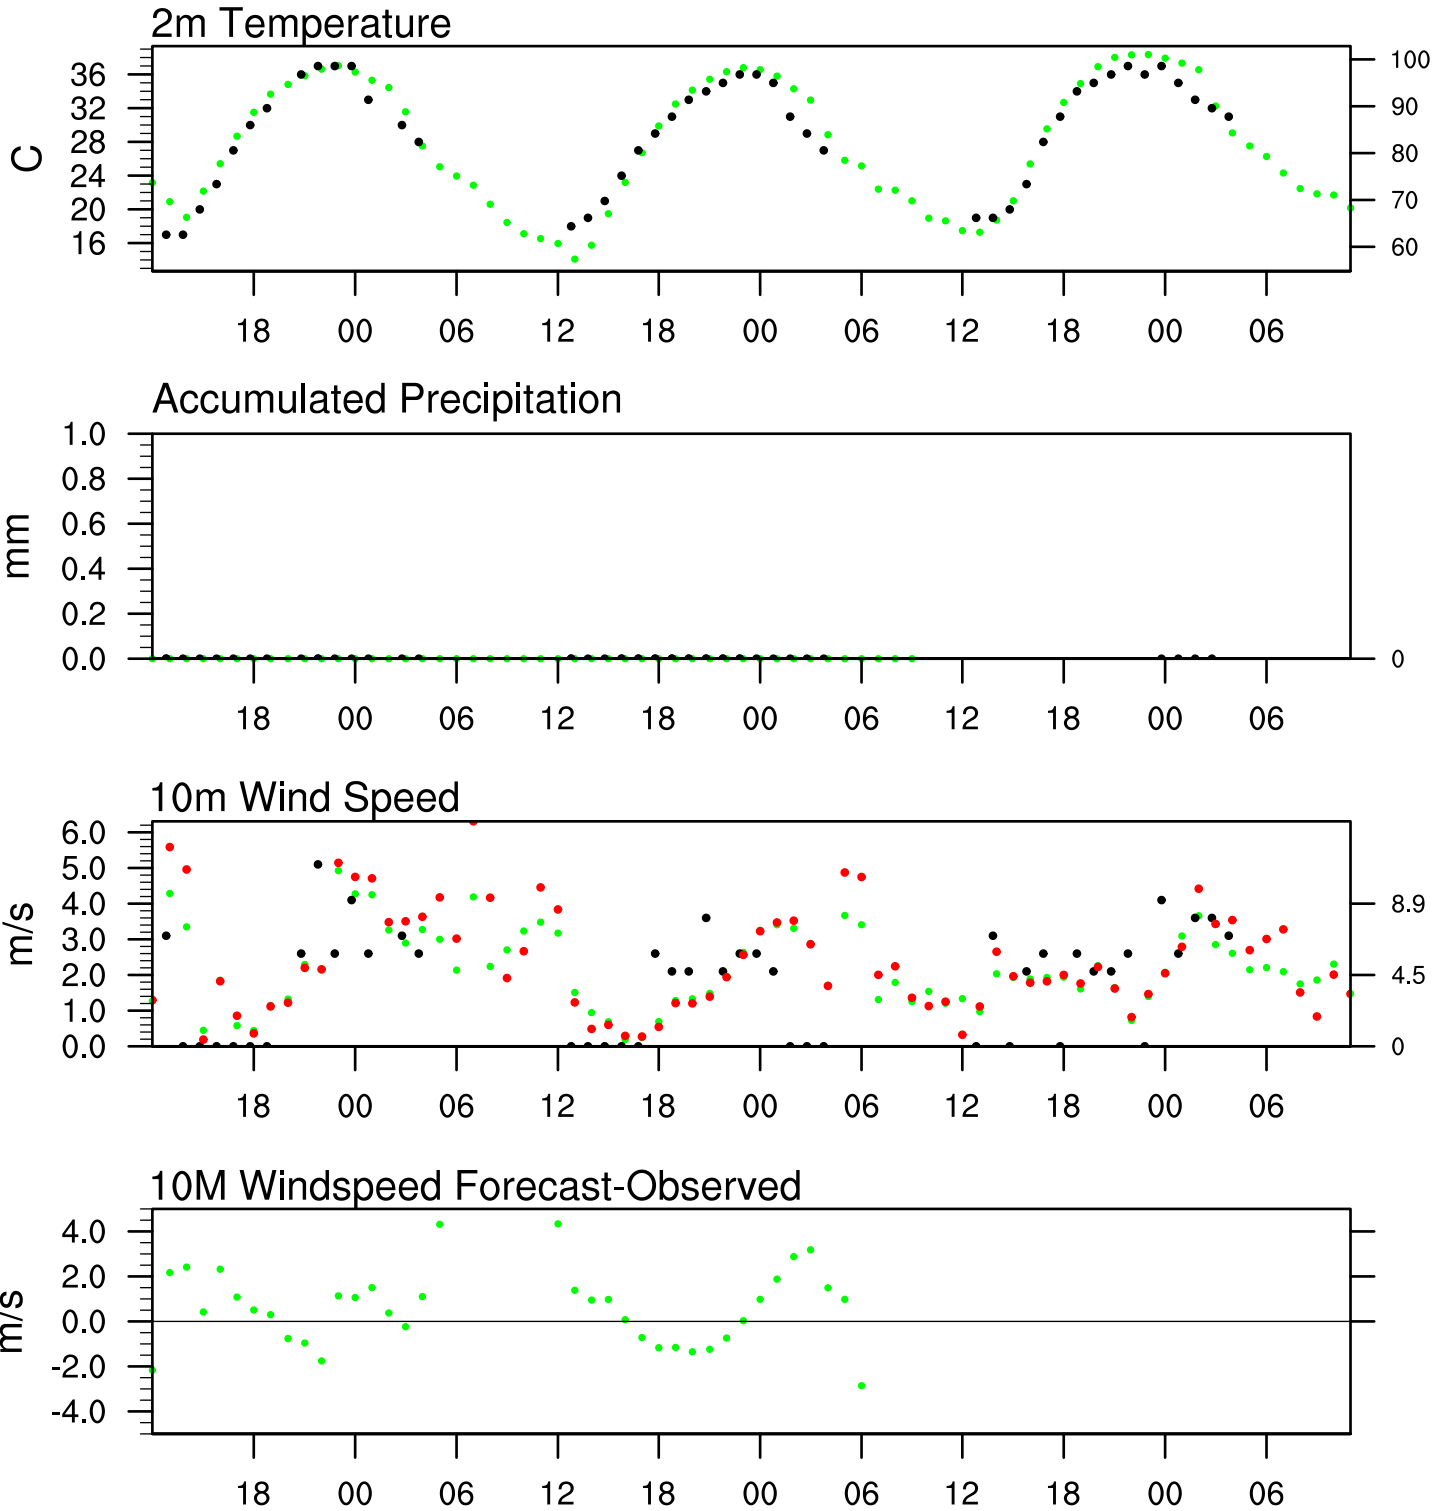 2m Temperature
36 100
32 90
28
C
24 80
20 70
16 60
18 00 06 12 18 00 06 12 18 00 06
Accumulated Precipitation
1.0
0.8
0.6
mm
0.4
0.2
0.0 0
18 00 06 12 18 00 06 12 18 00 06
10m Wind Speed
6.0
5.0
4.0 8.9
3.0
m/s
2.0 4.5
1.0
0.0 0
18 00 06 12 18 00 06 12 18 00 06
10M Windspeed Forecast-Observed
4.0
2.0
0.0
m/s
-2.0
-4.0
18 00 06 12 18 00 06 12 18 00 06